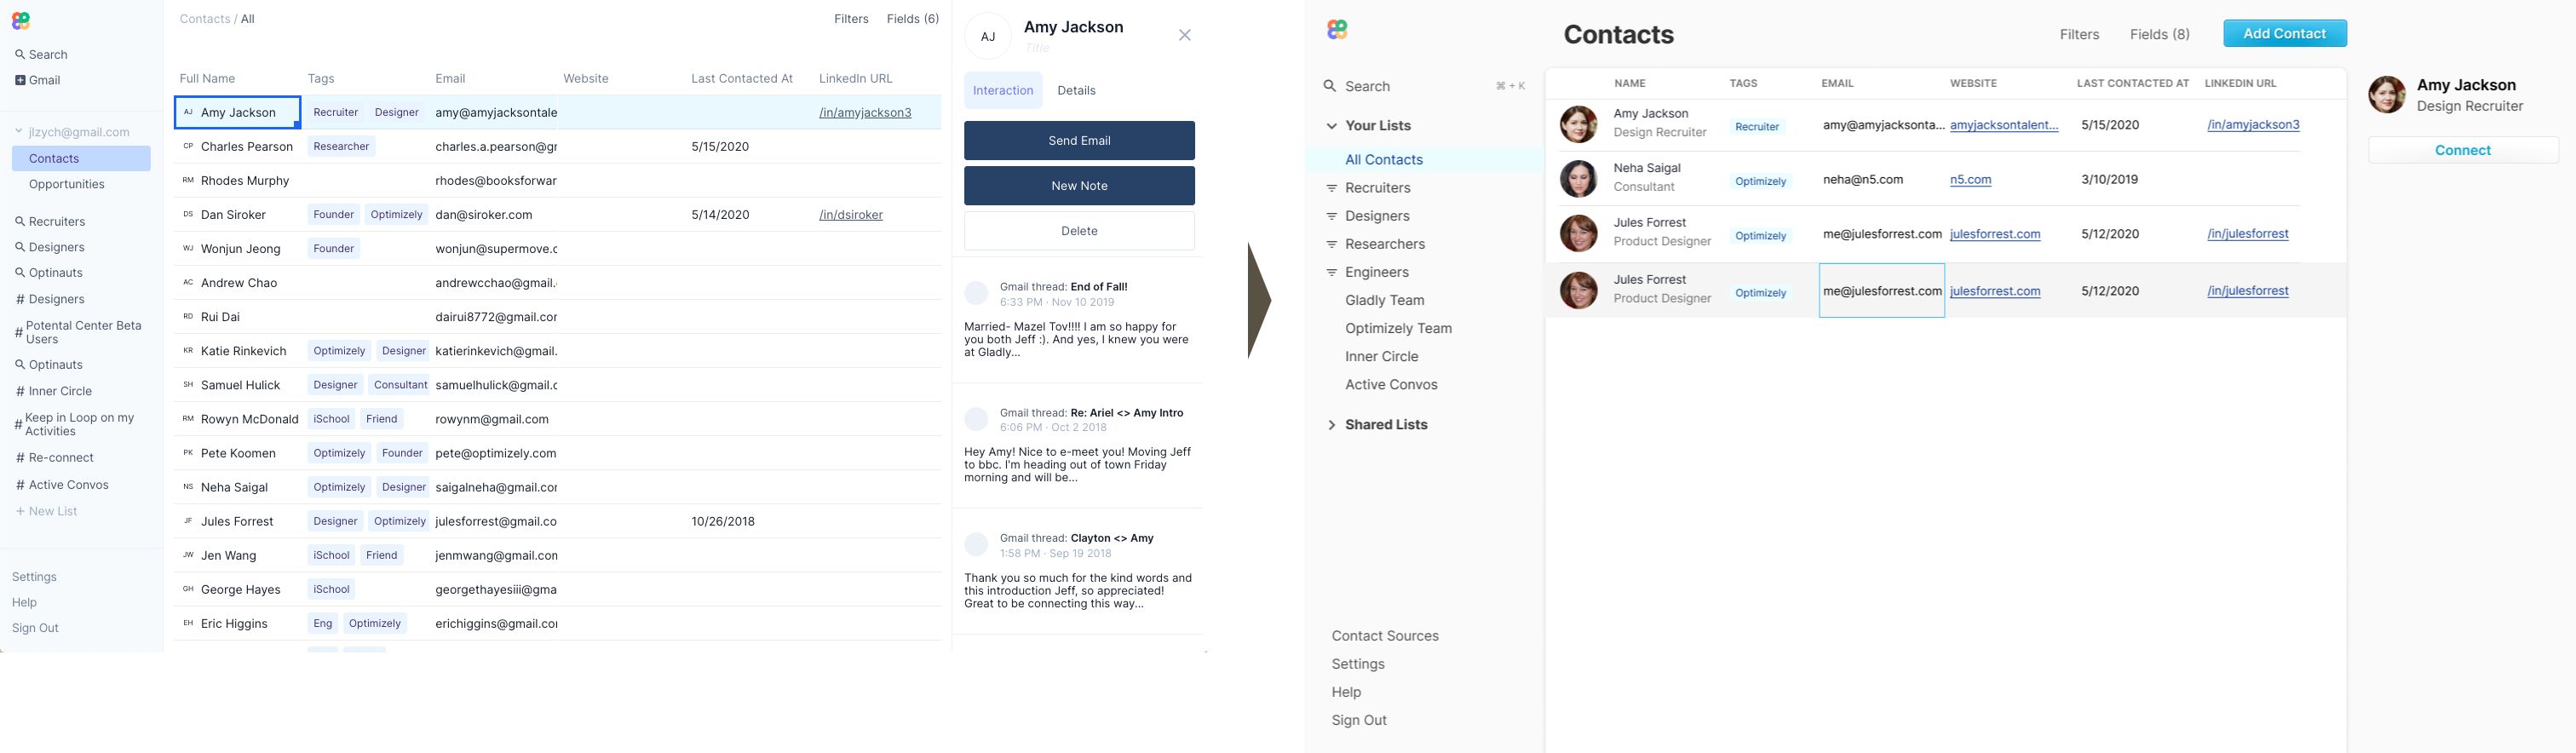 Search
Gmail
jlzych@gmail.com
Contacts
Opportunities
Recruiters
Designers
Optinauts
# Designers
# Potental Center Beta
Users
Optinauts
# Inner Circle
# Keep in Loop on my
Activities
# Re-connect
# Active Convos
+ New List
Settings
Help
Sign Out
Contacts / All
Filters Fields (6)
Full Name Tags Email Website Last Contacted At LinkedIn URL
AJ Amy Jackson Recruiter Designer amy@amyjacksontale /in/amyjackson3
CP Charles Pearson Researcher charles.a.pearson@gr 5/15/2020
RM Rhodes Murphy rhodes@booksforwar
DS Dan Siroker Founder Optimizely dan@siroker.com 5/14/2020 /in/dsiroker
WJ Wonjun Jeong Founder wonjun@supermove.c
AC Andrew Chao andrewcchao@gmail.
RD Rui Dai dairui8772@gmail.cor
KR Katie Rinkevich Optimizely Designer katierinkevich@gmail.
SH Samuel Hulick Designer Consultant samuelhulick@gmail.c
RM Rowyn McDonald iSchool Friend rowynm@gmail.com
PK Pete Koomen Optimizely Founder pete@optimizely.com
NS Neha Saigal Optimizely Designer saigalneha@gmail.cor
JF Jules Forrest Designer Optimizely julesforrest@gmail.co 10/26/2018
JW Jen Wang iSchool Friend jenmwang@gmail.con
GH George Hayes iSchool georgethayesiii@gma
EH Eric Higgins Eng Optimizely erichiggins@gmail.coi
AJ Amy Jackson
Title
Interaction Details
Send Email
New Note
Delete
Gmail thread: End of Fall!
6:33 PM · Nov 10 2019
Married- Mazel Tov!!!! I am so happy for
you both Jeff :). And yes, I knew you were
at Gladly...
Gmail thread: Re: Ariel <> Amy Intro
6:06 PM · Oct 2 2018
Hey Amy! Nice to e-meet you! Moving Jeff
to bbc. I'm heading out of town Friday
morning and will be...
Gmail thread: Clayton <> Amy
1:58 PM · Sep 19 2018
Thank you so much for the kind words and
this introduction Jeff, so appreciated!
Great to be connecting this way...
Search ⌘ + K
Your Lists
All Contacts
Recruiters
Designers
Researchers
Engineers
Gladly Team
Optimizely Team
Inner Circle
Active Convos
Shared Lists
Contact Sources
Settings
Help
Sign Out
Contacts
Filters Fields (8) Add Contact
NAME TAGS EMAIL WEBSITE LAST CONTACTED AT LINKEDIN URL
Amy Jackson
Design Recruiter Recruiter amy@amyjacksonta... amyjacksontalent... 5/15/2020 /in/amyjackson3
Neha Saigal
Consultant Optimizely neha@n5.com n5.com 3/10/2019
Jules Forrest
Product Designer Optimizely me@julesforrest.com julesforrest.com 5/12/2020 /in/julesforrest
Jules Forrest
Product Designer Optimizely me@julesforrest.com julesforrest.com 5/12/2020 /in/julesforrest
Amy Jackson
Design Recruiter
Connect